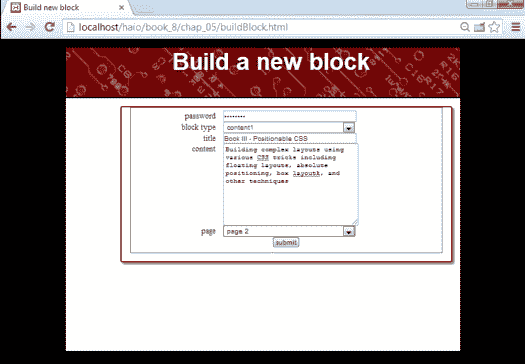 Build new block
localhost/haio/book_8/chap_05/buildBlock.html
Build a new block
password ••••••••
block type content1
title Book III - Positionable CSS
content Building complex layouts using
various CSS tricks including
floating layouts, absolute
positioning, box layouts, and
other techniques
page page 2
submit